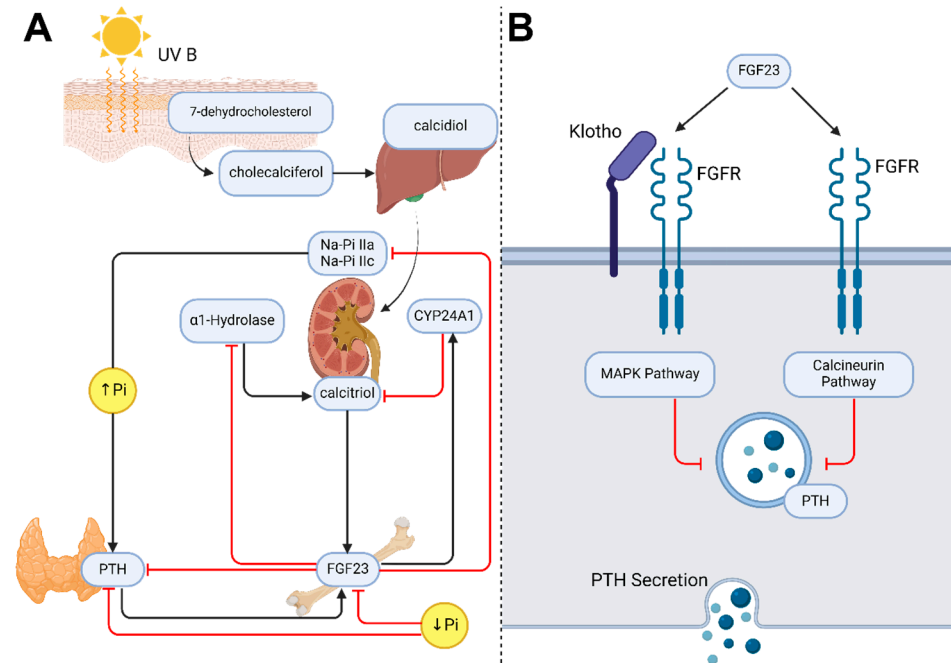 A
UV B
7-dehydrocholesterol
cholecalciferol
calcidiol
Na-Pi IIa
Na-Pi IIc
α1-Hydrolase
CYP24A1
calcitriol
↑Pi
PTH
FGF23
↓Pi
B
FGF23
Klotho
FGFR
FGFR
MAPK Pathway
Calcineurin
Pathway
PTH
PTH Secretion